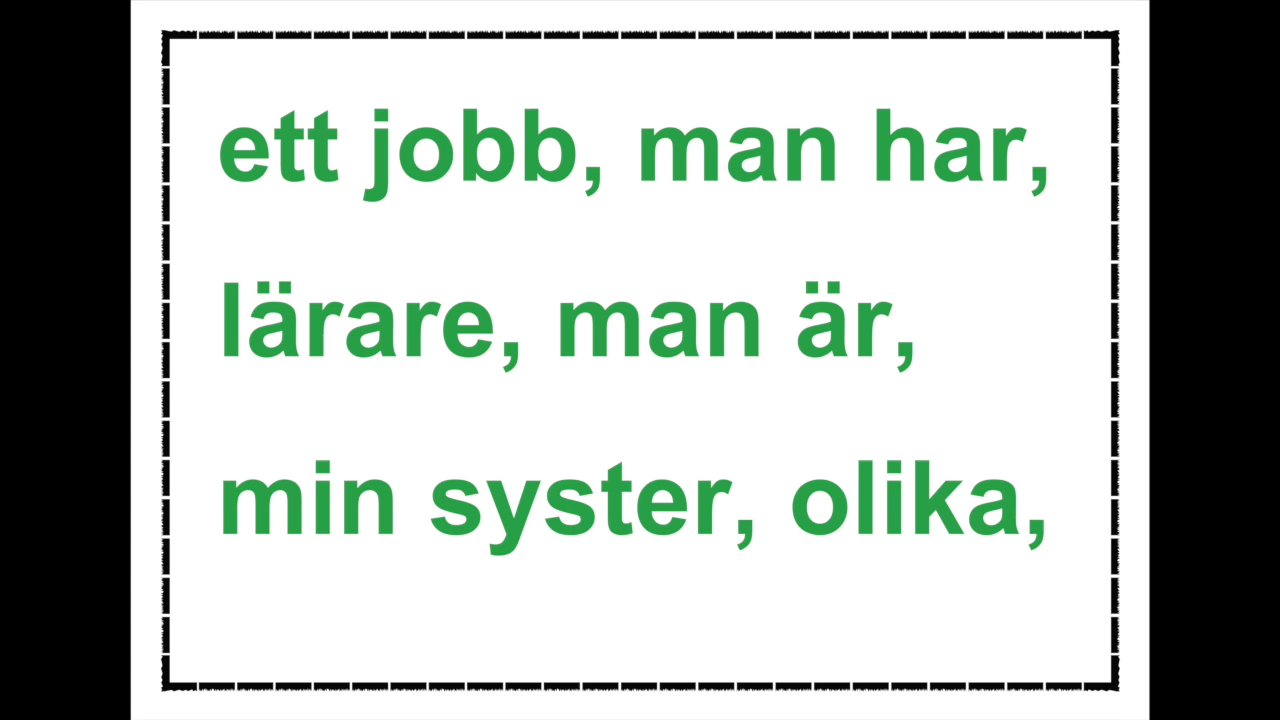 ett jobb, man har,
lärare, man är,
min syster, olika,